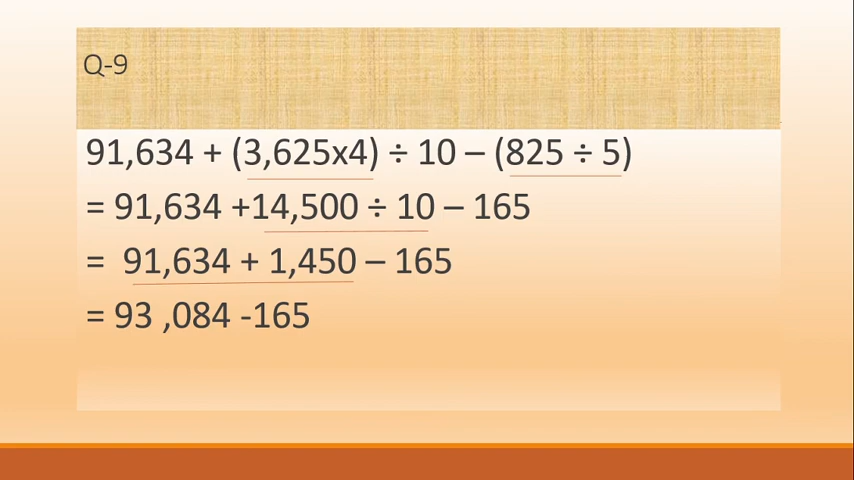 Q-9
91,634 + (3,625x4) ÷ 10 – (825 ÷ 5)
= 91,634 +14,500 ÷ 10 – 165
= 91,634 + 1,450 – 165
= 93 ,084 -165